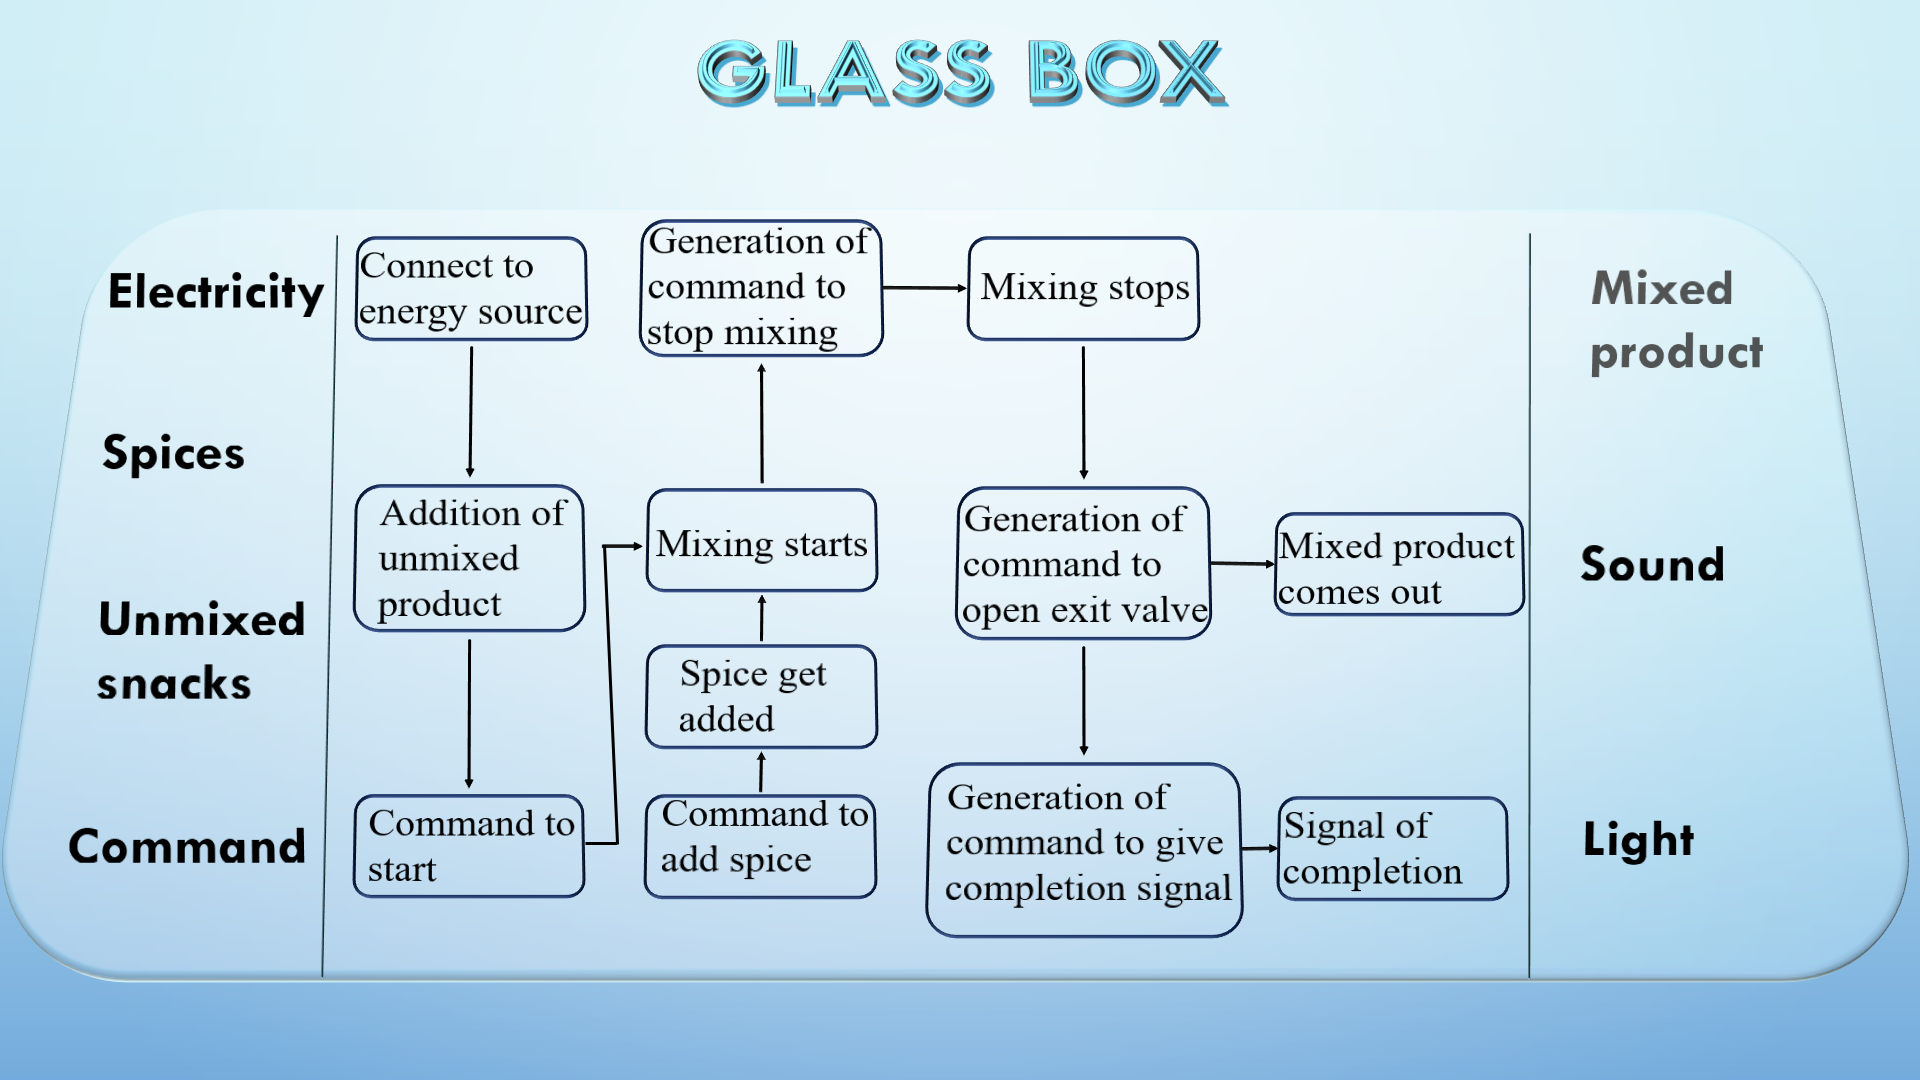 GLASS BOX
Electricity
Spices
Unmixed
snacks
Command
Connect to
energy source
Addition of
unmixed
product
Command to
start
Generation of
command to
stop mixing
Mixing starts
Spice get
added
Command to
add spice
Mixing stops
Generation of
command to
open exit valve
Generation of
command to give
completion signal
Mixed product
comes out
Signal of
completion
Mixed
product
Sound
Light